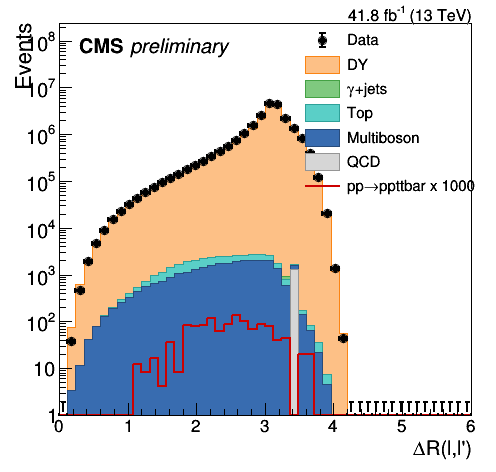 41.8 fb⁻¹ (13 TeV)
Events
CMS preliminary
Data
DY
γ+jets
Top
Multiboson
QCD
pp→ppttbar x 1000
10⁸
10⁷
10⁶
10⁵
10⁴
10³
10²
10
1
0 1 2 3 4 5 6
ΔR(l,l')